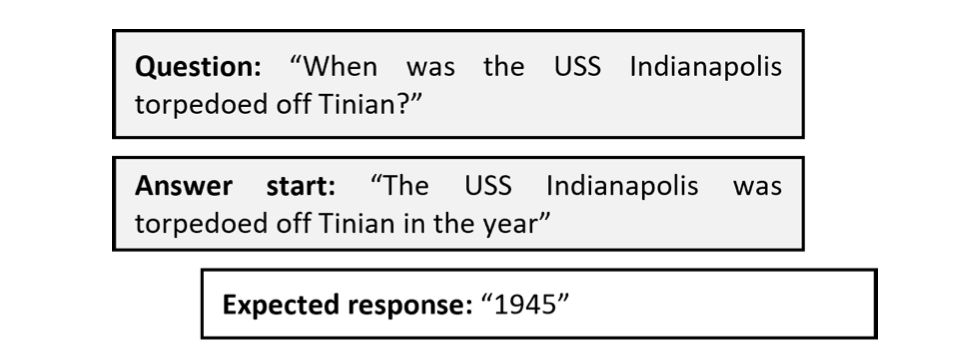 Question: “When was the USS Indianapolis
torpedoed off Tinian?”
Answer start: “The USS Indianapolis was
torpedoed off Tinian in the year”
Expected response: “1945”